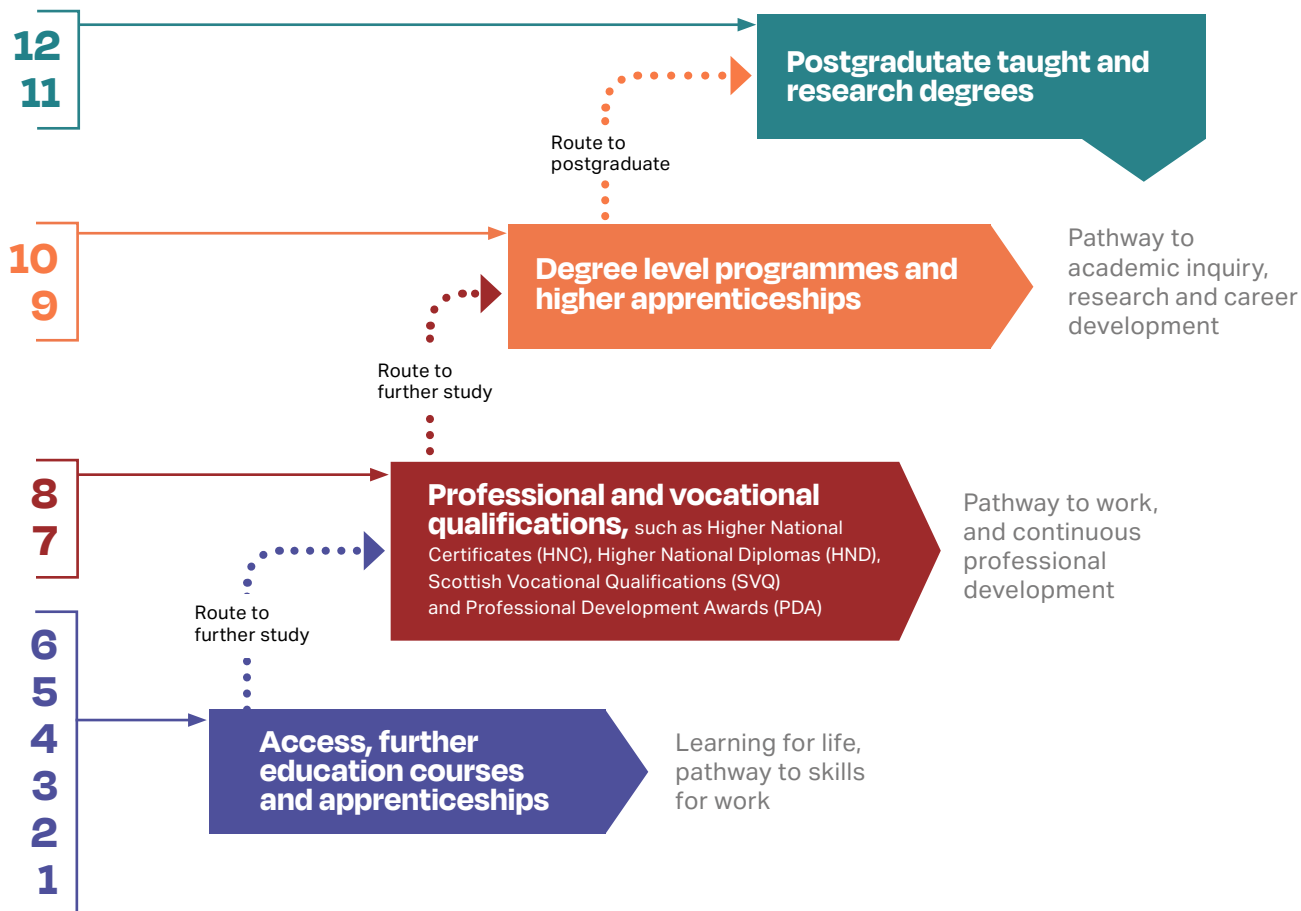 12
11
Postgradutate taught and
research degrees
Route to
postgraduate
10
9
Degree level programmes and
higher apprenticeships
Pathway to
academic inquiry,
research and career
development
Route to
further study
8
7
Professional and vocational
qualifications, such as Higher National
Certificates (HNC), Higher National Diplomas (HND),
Scottish Vocational Qualifications (SVQ)
and Professional Development Awards (PDA)
Pathway to work,
and continuous
professional
development
Route to
further study
6
5
4
3
2
1
Access, further
education courses
and apprenticeships
Learning for life,
pathway to skills
for work